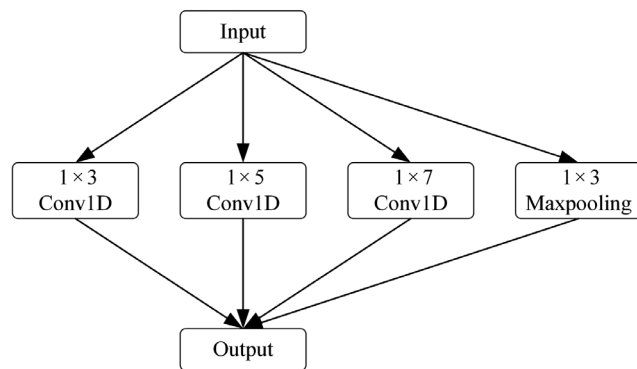 Input
1 × 3
Conv1D
1 × 5
Conv1D
1 × 7
Conv1D
1 × 3
Maxpooling
Output